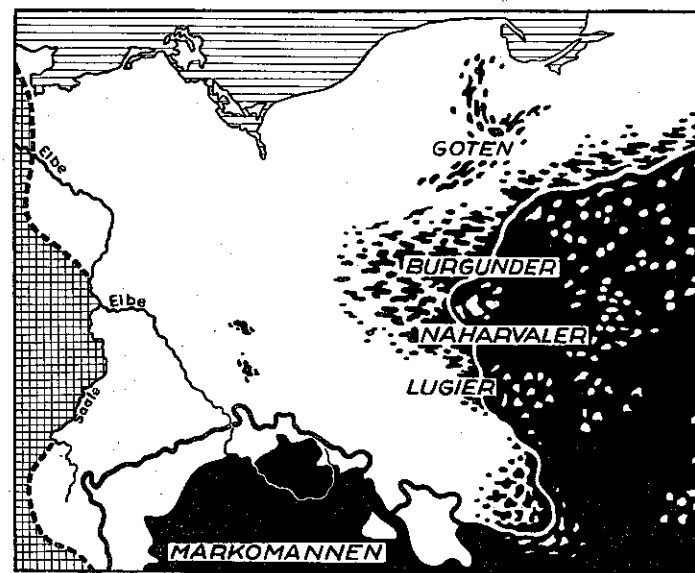 Elbe
GOTEN
BURGUNDER
Elbe
NAHARVALER
LUGIER
Saale
MARKOMANNEN